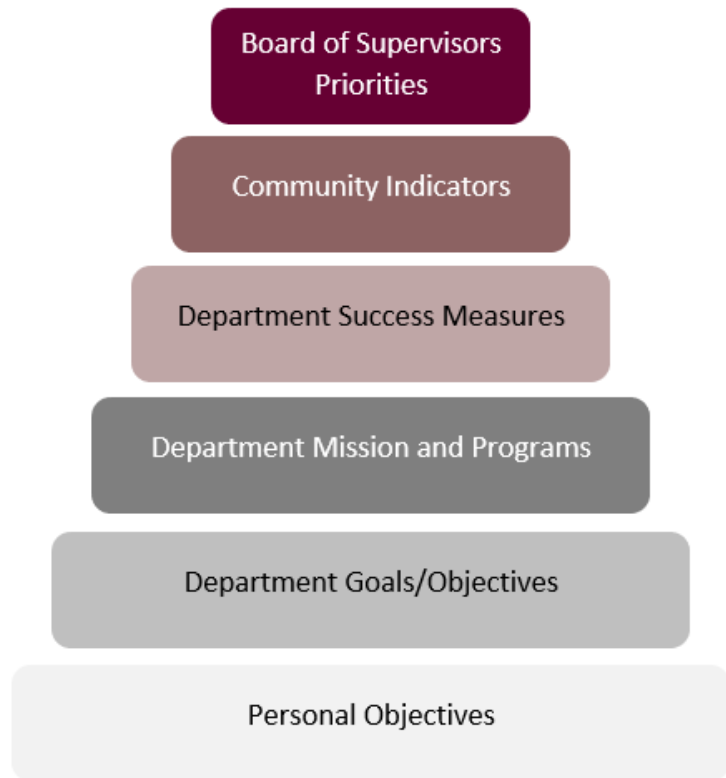 Board of Supervisors
Priorities
Community Indicators
Department Success Measures
Department Mission and Programs
Department Goals/Objectives
Personal Objectives